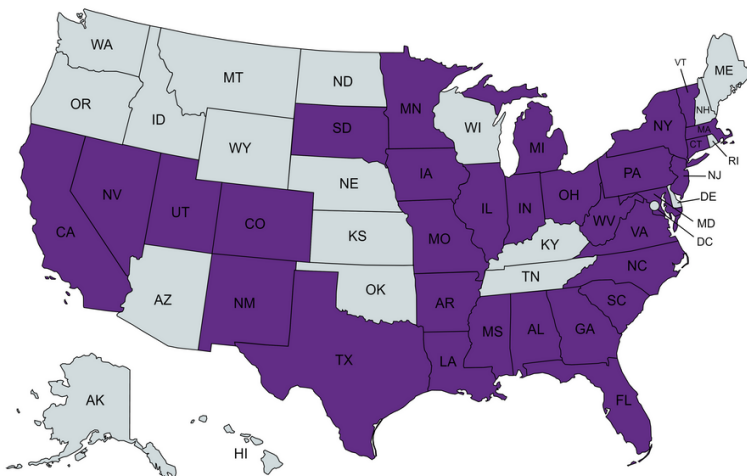 WA
MT
ND
MN
VT
ME
OR
ID
SD
WI
NH
NY
MA
WY
MI
CT
RI
NE
IA
PA
NJ
NV
UT
CO
IL
IN
OH
DE
CA
KS
MO
WV
VA
MD
KY
DC
AZ
NM
OK
TN
NC
AR
SC
MS
AL
GA
TX
LA
AK
FL
HI